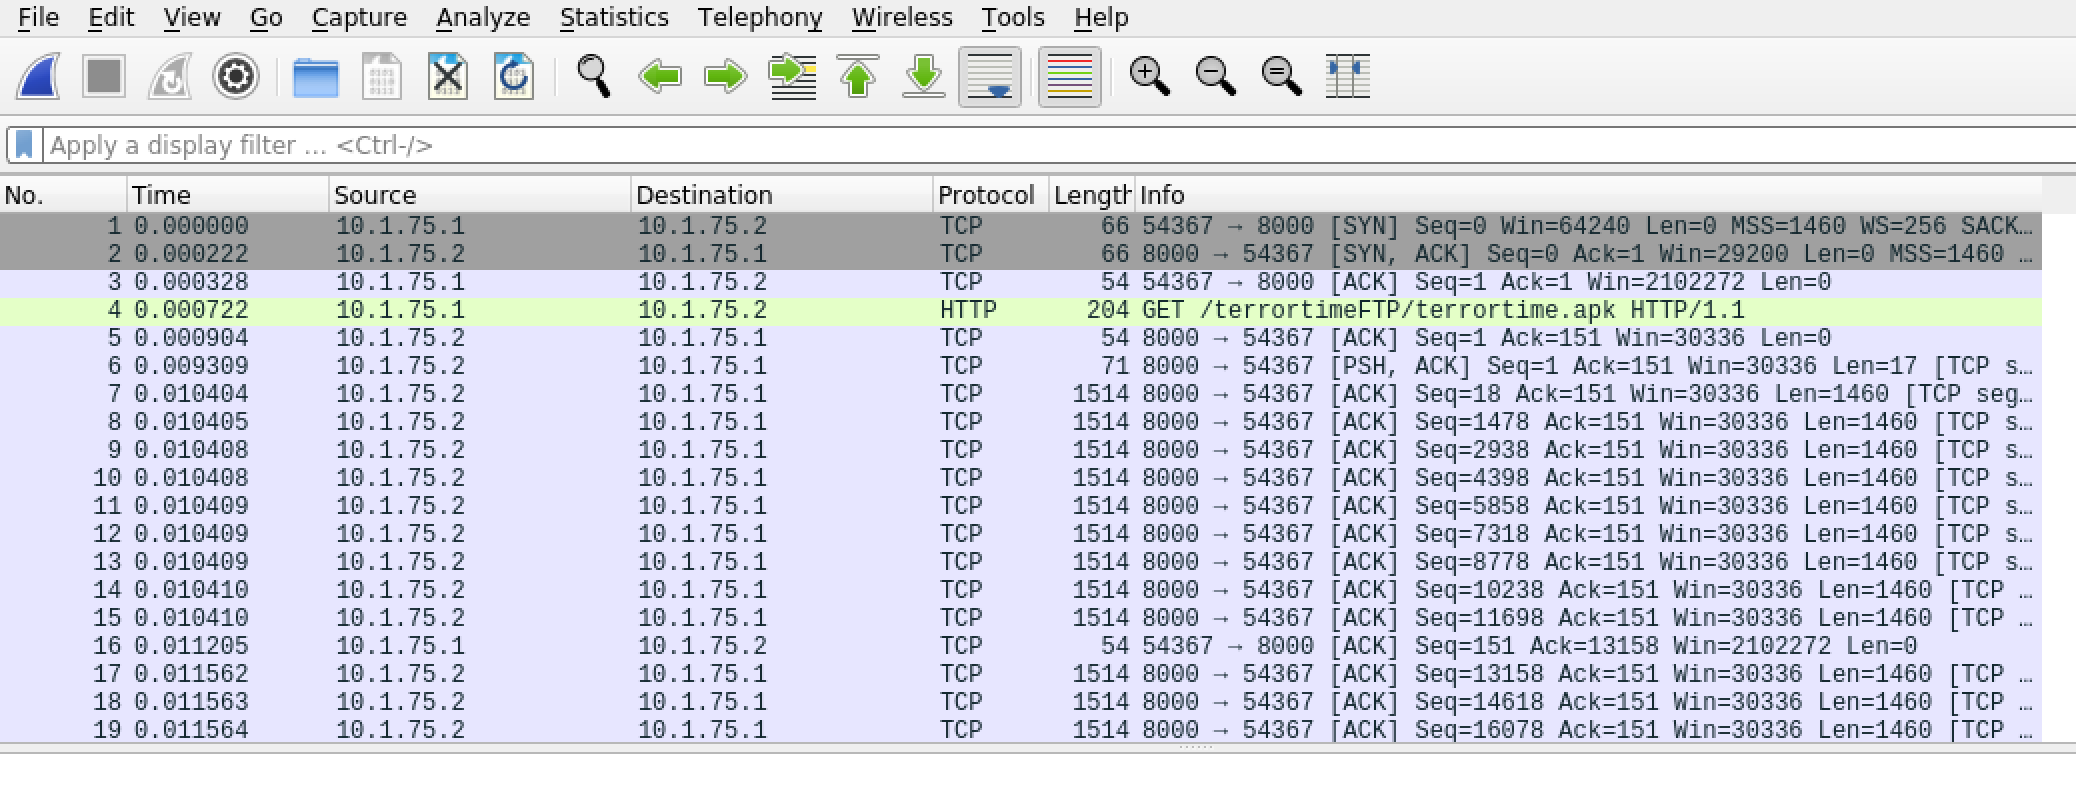 File Edit View Go Capture Analyze Statistics Telephony Wireless Tools Help
Apply a display filter ... <Ctrl-/>
No. Time Source Destination Protocol Length Info
1 0.000000 10.1.75.1 10.1.75.2 TCP 66 54367 → 8000 [SYN] Seq=0 Win=64240 Len=0 MSS=1460 WS=256 SACK…
2 0.000222 10.1.75.2 10.1.75.1 TCP 66 8000 → 54367 [SYN, ACK] Seq=0 Ack=1 Win=29200 Len=0 MSS=1460 …
3 0.000328 10.1.75.1 10.1.75.2 TCP 54 54367 → 8000 [ACK] Seq=1 Ack=1 Win=2102272 Len=0
4 0.000722 10.1.75.1 10.1.75.2 HTTP 204 GET /terrortimeFTP/terrortime.apk HTTP/1.1
5 0.000904 10.1.75.2 10.1.75.1 TCP 54 8000 → 54367 [ACK] Seq=1 Ack=151 Win=30336 Len=0
6 0.009309 10.1.75.2 10.1.75.1 TCP 71 8000 → 54367 [PSH, ACK] Seq=1 Ack=151 Win=30336 Len=17 [TCP s…
7 0.010404 10.1.75.2 10.1.75.1 TCP 1514 8000 → 54367 [ACK] Seq=18 Ack=151 Win=30336 Len=1460 [TCP seg…
8 0.010405 10.1.75.2 10.1.75.1 TCP 1514 8000 → 54367 [ACK] Seq=1478 Ack=151 Win=30336 Len=1460 [TCP s…
9 0.010408 10.1.75.2 10.1.75.1 TCP 1514 8000 → 54367 [ACK] Seq=2938 Ack=151 Win=30336 Len=1460 [TCP s…
10 0.010408 10.1.75.2 10.1.75.1 TCP 1514 8000 → 54367 [ACK] Seq=4398 Ack=151 Win=30336 Len=1460 [TCP s…
11 0.010409 10.1.75.2 10.1.75.1 TCP 1514 8000 → 54367 [ACK] Seq=5858 Ack=151 Win=30336 Len=1460 [TCP s…
12 0.010409 10.1.75.2 10.1.75.1 TCP 1514 8000 → 54367 [ACK] Seq=7318 Ack=151 Win=30336 Len=1460 [TCP s…
13 0.010409 10.1.75.2 10.1.75.1 TCP 1514 8000 → 54367 [ACK] Seq=8778 Ack=151 Win=30336 Len=1460 [TCP s…
14 0.010410 10.1.75.2 10.1.75.1 TCP 1514 8000 → 54367 [ACK] Seq=10238 Ack=151 Win=30336 Len=1460 [TCP …
15 0.010410 10.1.75.2 10.1.75.1 TCP 1514 8000 → 54367 [ACK] Seq=11698 Ack=151 Win=30336 Len=1460 [TCP …
16 0.011205 10.1.75.1 10.1.75.2 TCP 54 54367 → 8000 [ACK] Seq=151 Ack=13158 Win=2102272 Len=0
17 0.011562 10.1.75.2 10.1.75.1 TCP 1514 8000 → 54367 [ACK] Seq=13158 Ack=151 Win=30336 Len=1460 [TCP …
18 0.011563 10.1.75.2 10.1.75.1 TCP 1514 8000 → 54367 [ACK] Seq=14618 Ack=151 Win=30336 Len=1460 [TCP …
19 0.011564 10.1.75.2 10.1.75.1 TCP 1514 8000 → 54367 [ACK] Seq=16078 Ack=151 Win=30336 Len=1460 [TCP …